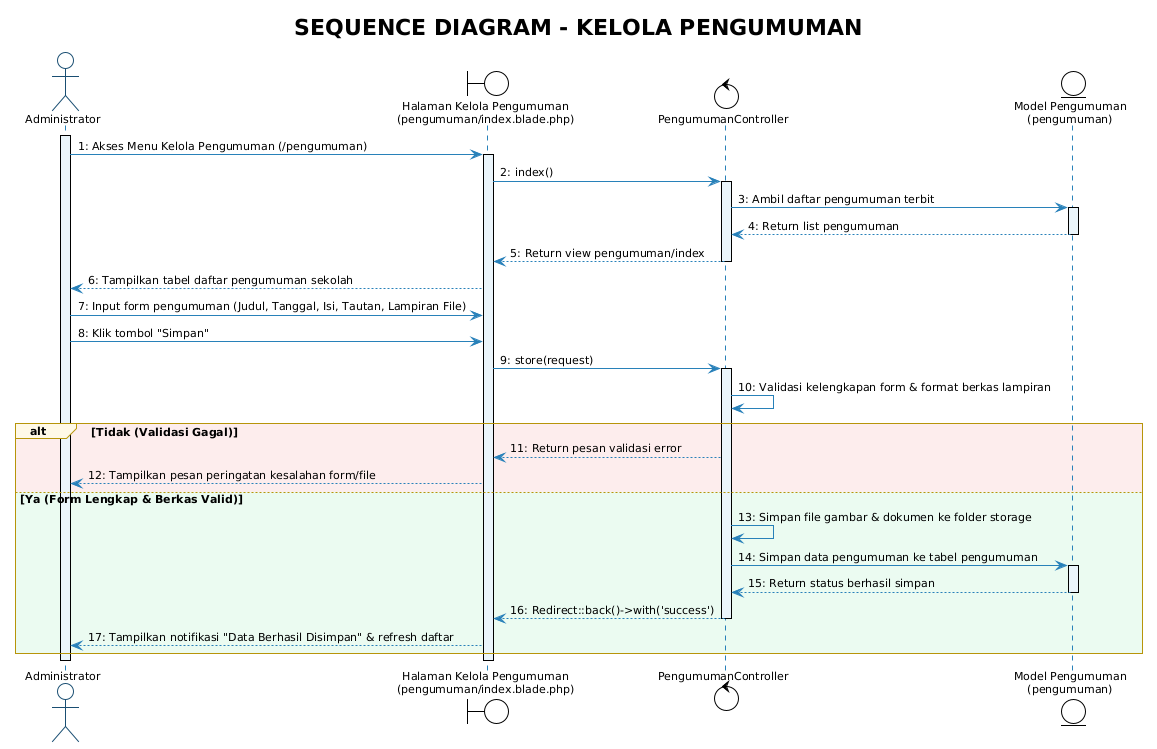 SEQUENCE DIAGRAM - KELOLA PENGUMUMAN
Administrator
Halaman Kelola Pengumuman
(pengumuman/index.blade.php)
PengumumanController
Model Pengumuman
(pengumuman)
1: Akses Menu Kelola Pengumuman (/pengumuman)
2: index()
3: Ambil daftar pengumuman terbit
4: Return list pengumuman
5: Return view pengumuman/index
6: Tampilkan tabel daftar pengumuman sekolah
7: Input form pengumuman (Judul, Tanggal, Isi, Tautan, Lampiran File)
8: Klik tombol "Simpan"
9: store(request)
10: Validasi kelengkapan form & format berkas lampiran
alt
[Tidak (Validasi Gagal)]
11: Return pesan validasi error
12: Tampilkan pesan peringatan kesalahan form/file
[Ya (Form Lengkap & Berkas Valid)]
13: Simpan file gambar & dokumen ke folder storage
14: Simpan data pengumuman ke tabel pengumuman
15: Return status berhasil simpan
16: Redirect::back()->with('success')
17: Tampilkan notifikasi "Data Berhasil Disimpan" & refresh daftar
Administrator
Halaman Kelola Pengumuman
(pengumuman/index.blade.php)
PengumumanController
Model Pengumuman
(pengumuman)